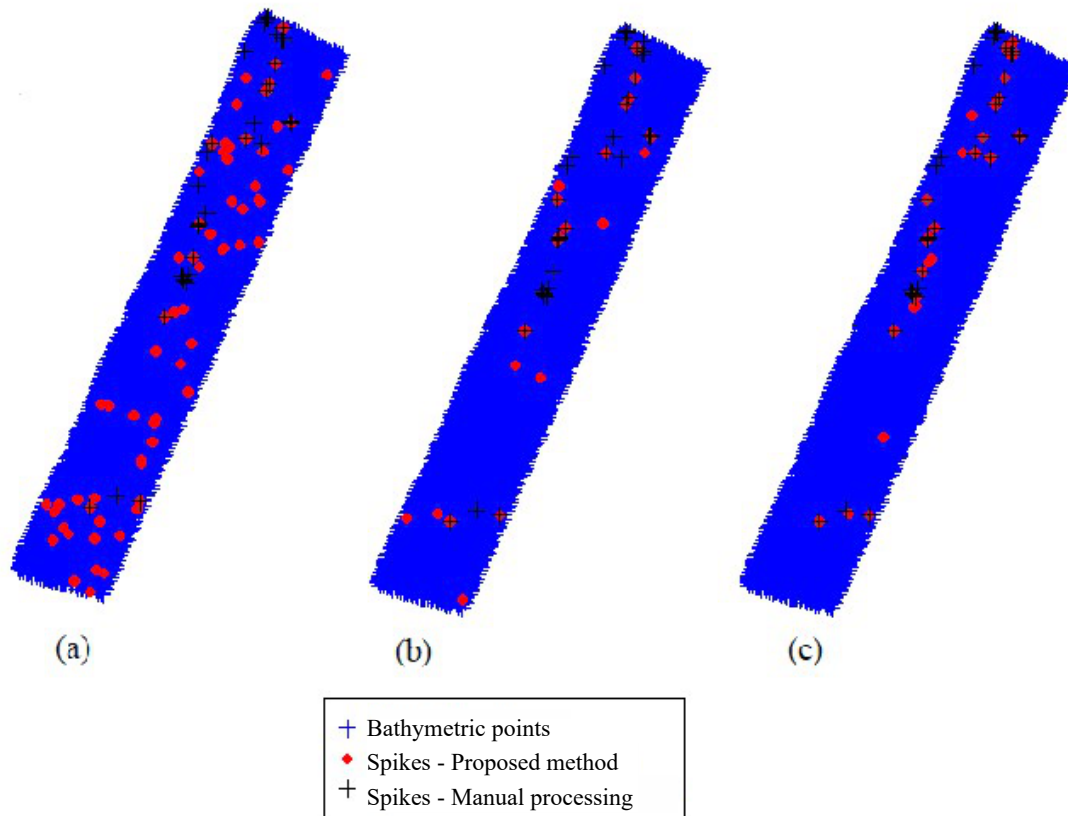 (a)
(b)
(c)
Bathymetric points
Spikes - Proposed method
Spikes - Manual processing